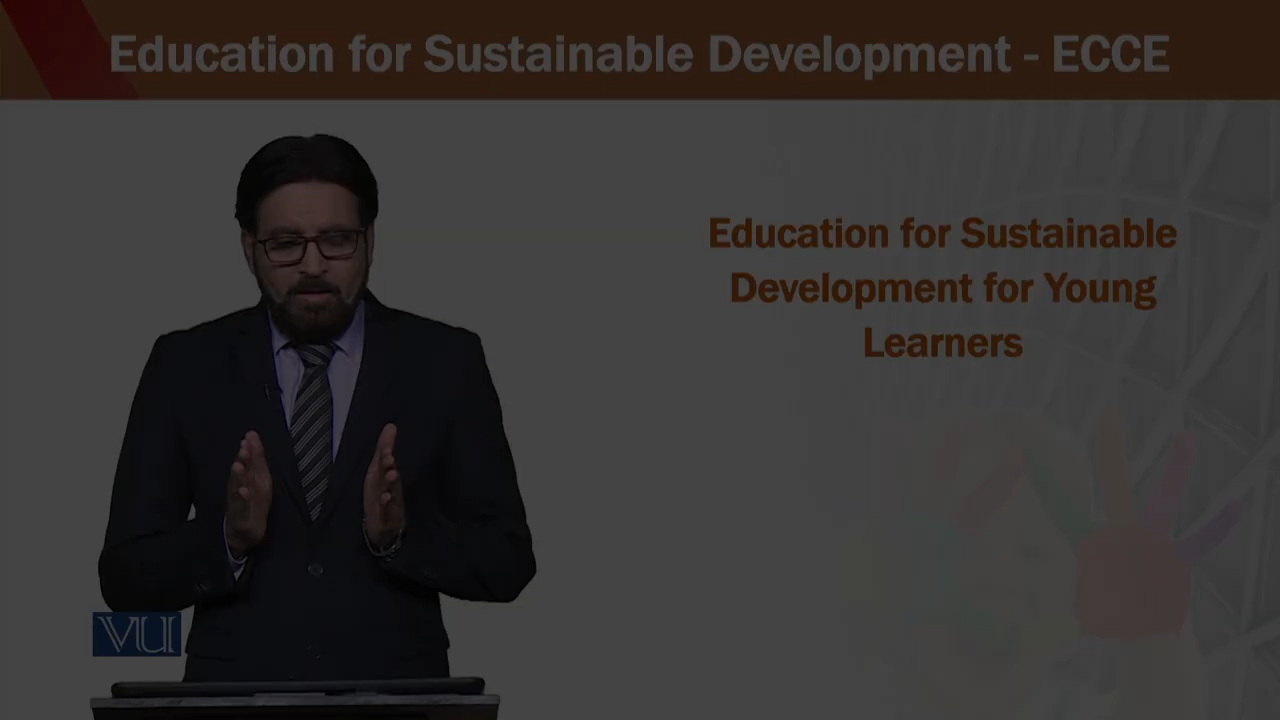 Education for Sustainable Development - ECCE
Education for Sustainable
Development for Young
Learners
VU